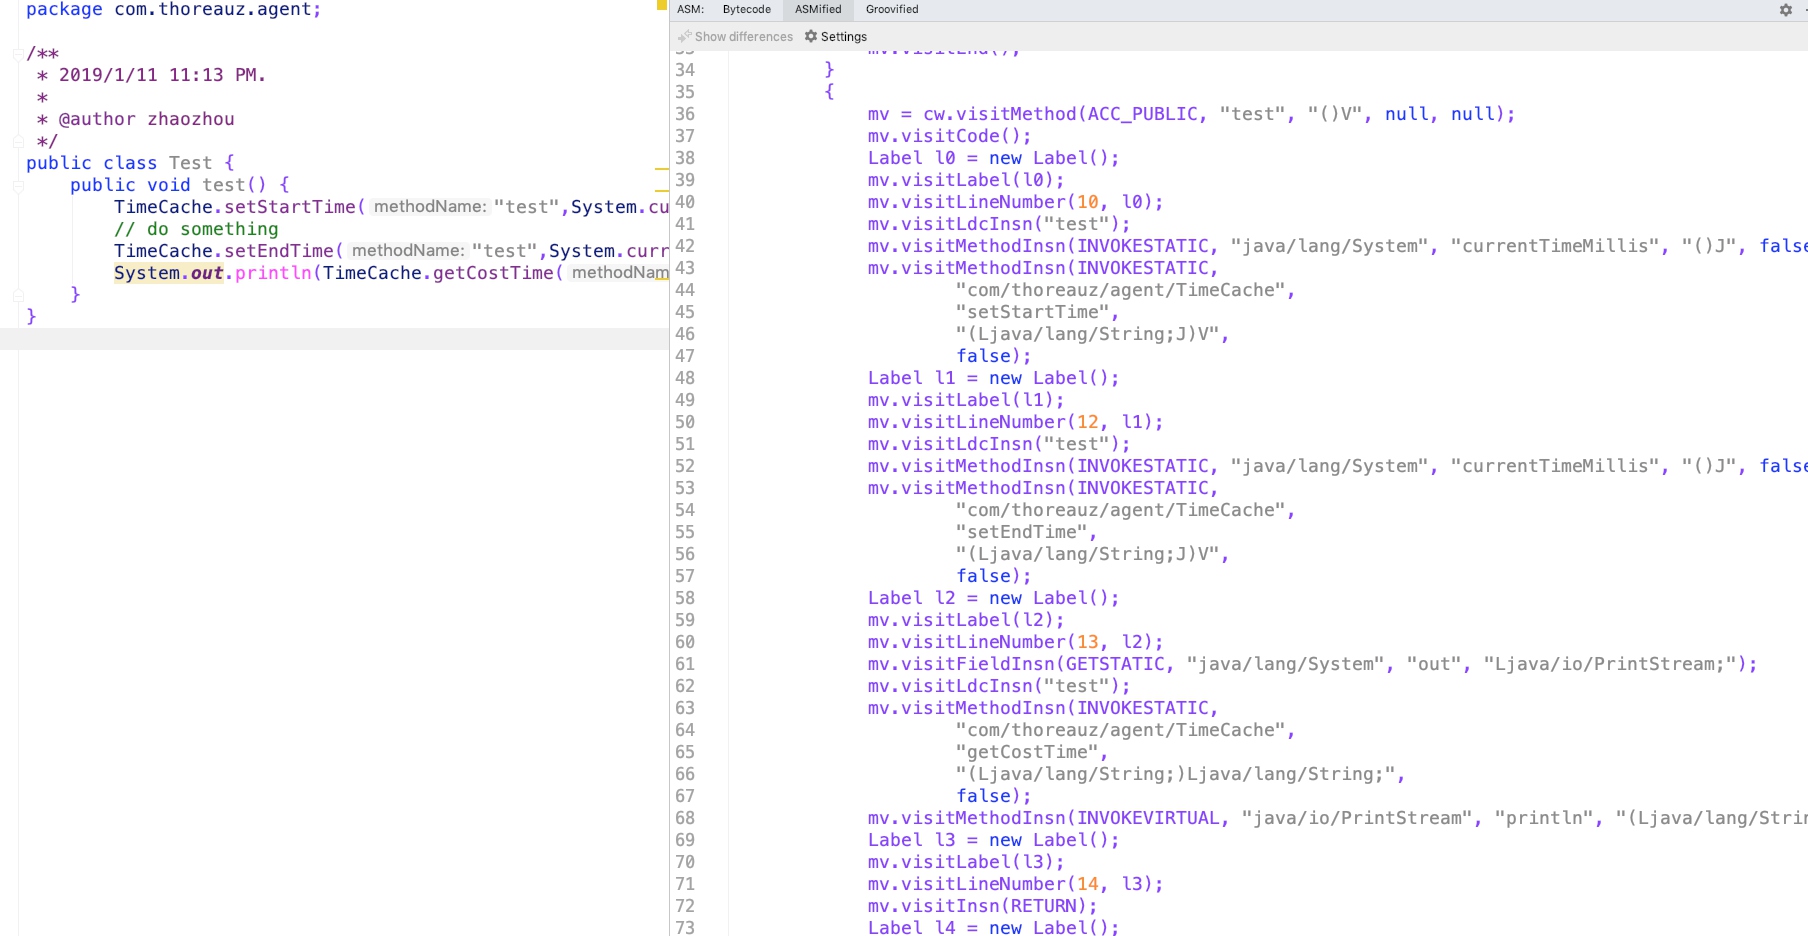 package com.thoreauz.agent;
/**
* 2019/1/11 11:13 PM.
*
* @author zhaozhou
*/
public class Test {
public void test() {
TimeCache.setStartTime( methodName: "test",System.cu
// do something
TimeCache.setEndTime( methodName: "test",System.curr
System.out.println(TimeCache.getCostTime( methodNam
}
}
ASM: Bytecode ASMified Groovified
Show differences Settings
33 mv.visitEnd();
34 }
35 {
36 mv = cw.visitMethod(ACC_PUBLIC, "test", "()V", null, null);
37 mv.visitCode();
38 Label l0 = new Label();
39 mv.visitLabel(l0);
40 mv.visitLineNumber(10, l0);
41 mv.visitLdcInsn("test");
42 mv.visitMethodInsn(INVOKESTATIC, "java/lang/System", "currentTimeMillis", "()J", false
43 mv.visitMethodInsn(INVOKESTATIC,
44 "com/thoreauz/agent/TimeCache",
45 "setStartTime",
46 "(Ljava/lang/String;J)V",
47 false);
48 Label l1 = new Label();
49 mv.visitLabel(l1);
50 mv.visitLineNumber(12, l1);
51 mv.visitLdcInsn("test");
52 mv.visitMethodInsn(INVOKESTATIC, "java/lang/System", "currentTimeMillis", "()J", false
53 mv.visitMethodInsn(INVOKESTATIC,
54 "com/thoreauz/agent/TimeCache",
55 "setEndTime",
56 "(Ljava/lang/String;J)V",
57 false);
58 Label l2 = new Label();
59 mv.visitLabel(l2);
60 mv.visitLineNumber(13, l2);
61 mv.visitFieldInsn(GETSTATIC, "java/lang/System", "out", "Ljava/io/PrintStream;");
62 mv.visitLdcInsn("test");
63 mv.visitMethodInsn(INVOKESTATIC,
64 "com/thoreauz/agent/TimeCache",
65 "getCostTime",
66 "(Ljava/lang/String;)Ljava/lang/String;",
67 false);
68 mv.visitMethodInsn(INVOKEVIRTUAL, "java/io/PrintStream", "println", "(Ljava/lang/Strin
69 Label l3 = new Label();
70 mv.visitLabel(l3);
71 mv.visitLineNumber(14, l3);
72 mv.visitInsn(RETURN);
73 Label l4 = new Label();